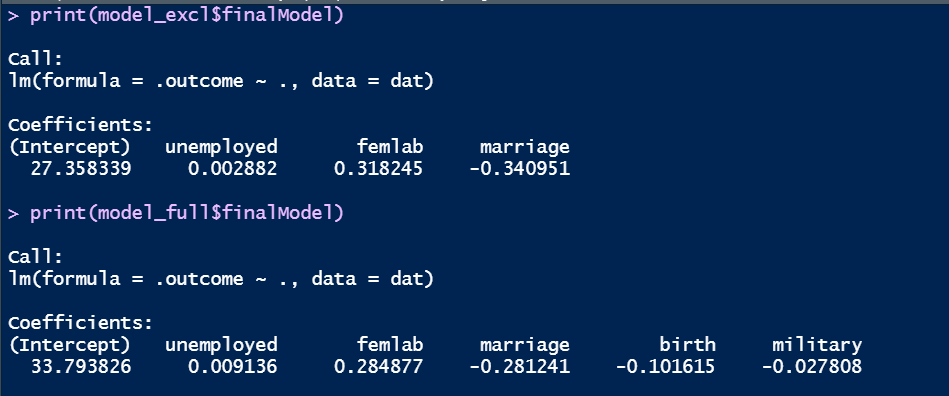 > print(model_excl$finalModel)
Call:
lm(formula = .outcome ~ ., data = dat)
Coefficients:
(Intercept)   unemployed       femlab     marriage
  27.358339     0.002882     0.318245    -0.340951
> print(model_full$finalModel)
Call:
lm(formula = .outcome ~ ., data = dat)
Coefficients:
(Intercept)   unemployed       femlab     marriage        birth     military
  33.793826     0.009136     0.284877    -0.281241    -0.101615    -0.027808